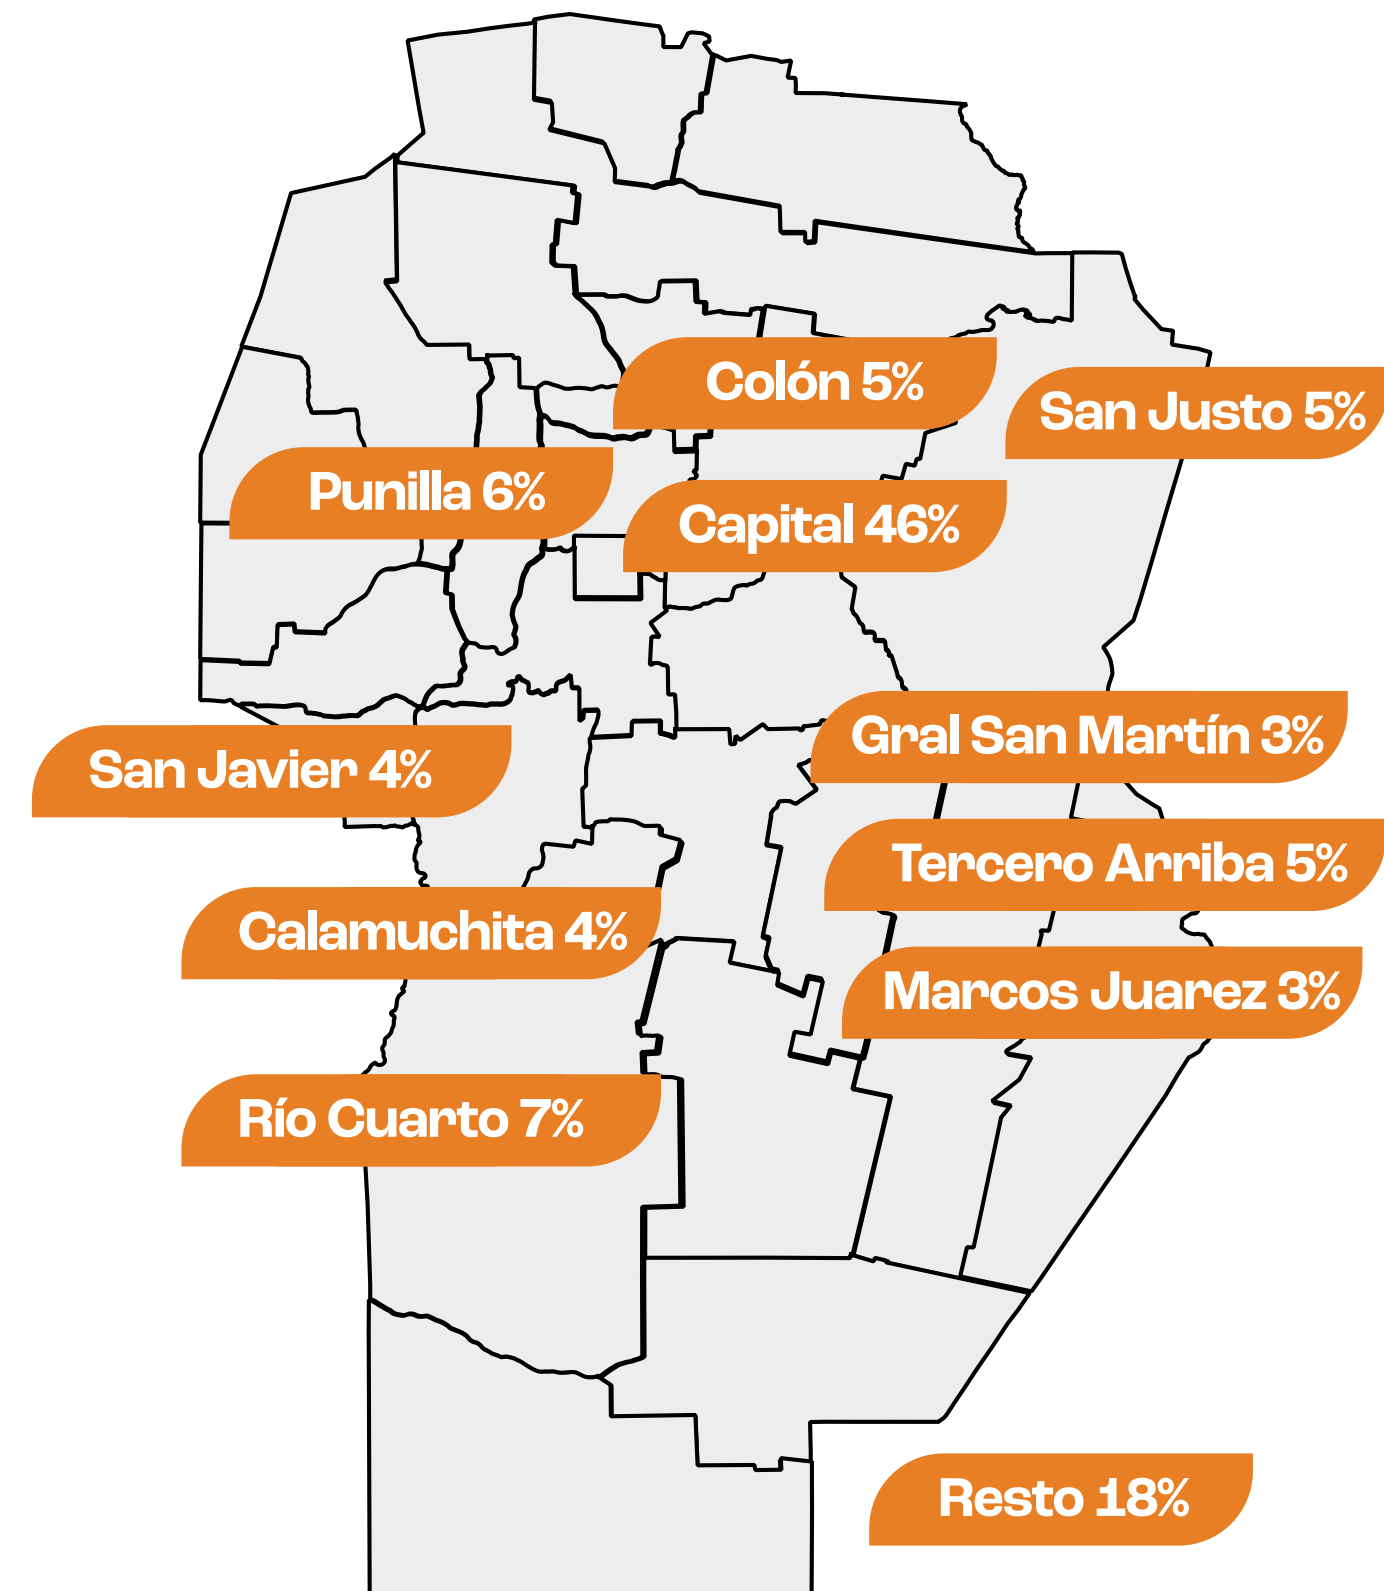 Colón 5%
San Justo 5%
Punilla 6%
Capital 46%
Gral San Martín 3%
San Javier 4%
Tercero Arriba 5%
Calamuchita 4%
Marcos Juarez 3%
Río Cuarto 7%
Resto 18%